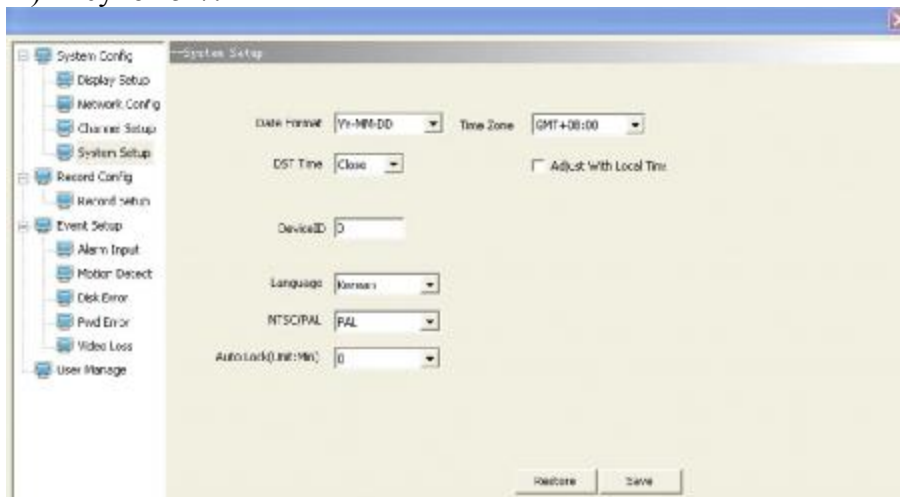 System Config
Display Setup
Network Config
Channel Setup
System Setup
Record Config
Record Setup
Event Setup
Alarm Input
Motion Detect
Disk Error
Pwd Error
Video Loss
User Manage
System Setup
Date Format Yr-MM-DD Time Zone GMT+08:00
DST Time Close Adjust With Local Time
DeviceID 0
Language Korean
NTSC/PAL PAL
Auto Lock(Unit:Min) 0
Restore Save